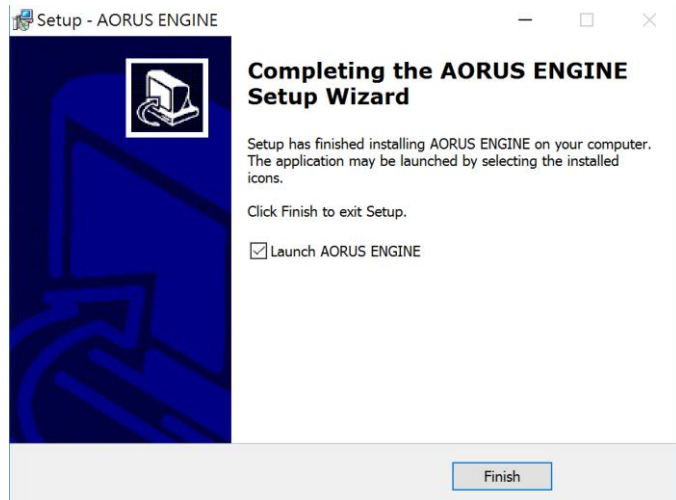 Setup - AORUS ENGINE
Completing the AORUS ENGINE
Setup Wizard
Setup has finished installing AORUS ENGINE on your computer.
The application may be launched by selecting the installed
icons.
Click Finish to exit Setup.
Launch AORUS ENGINE
Finish